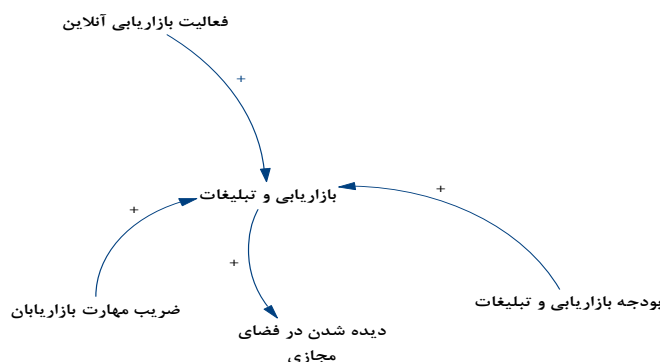 فعالیت بازاریابی آنلاین
+
بازاریابی و تبلیغات
+
+
+
بودجه بازاریابی و تبلیغات
ضریب مهارت بازاریابان
دیده شدن در فضای
مجازی